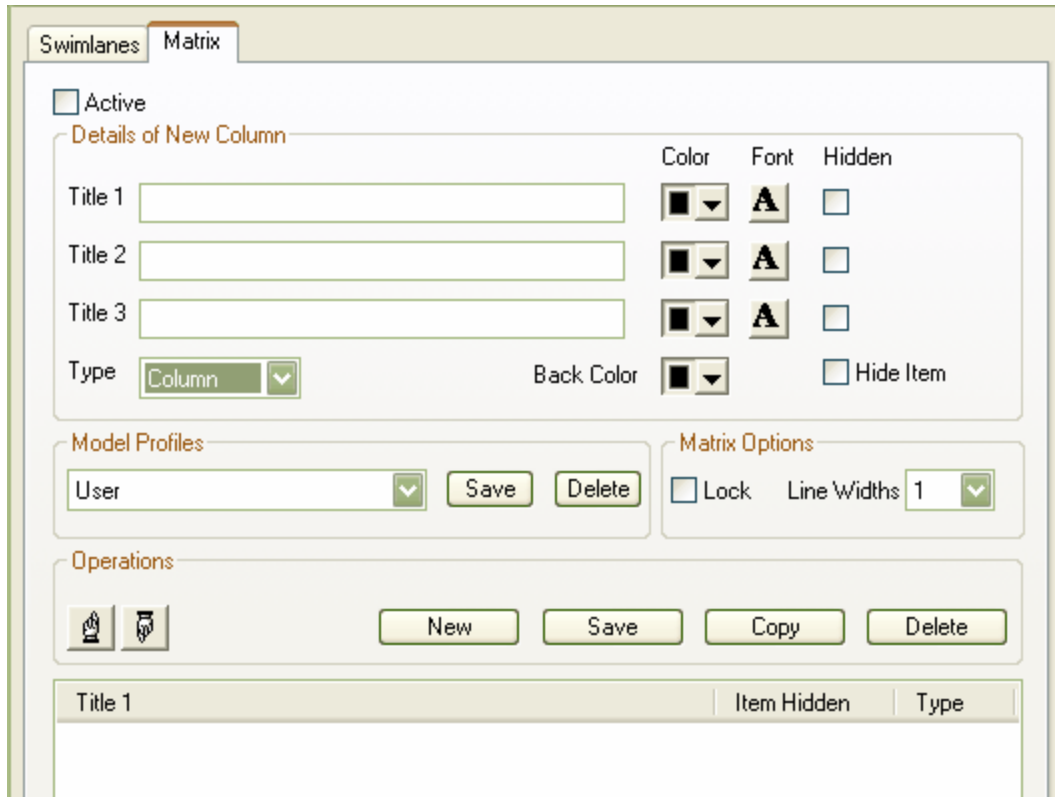 Swimlanes Matrix
Active
Details of New Column
Color Font Hidden
Title 1 A
Title 2 A
Title 3 A
Type Column Back Color Hide Item
Model Profiles Matrix Options
User Save Delete Lock Line Widths 1
Operations
New Save Copy Delete
Title 1 Item Hidden Type